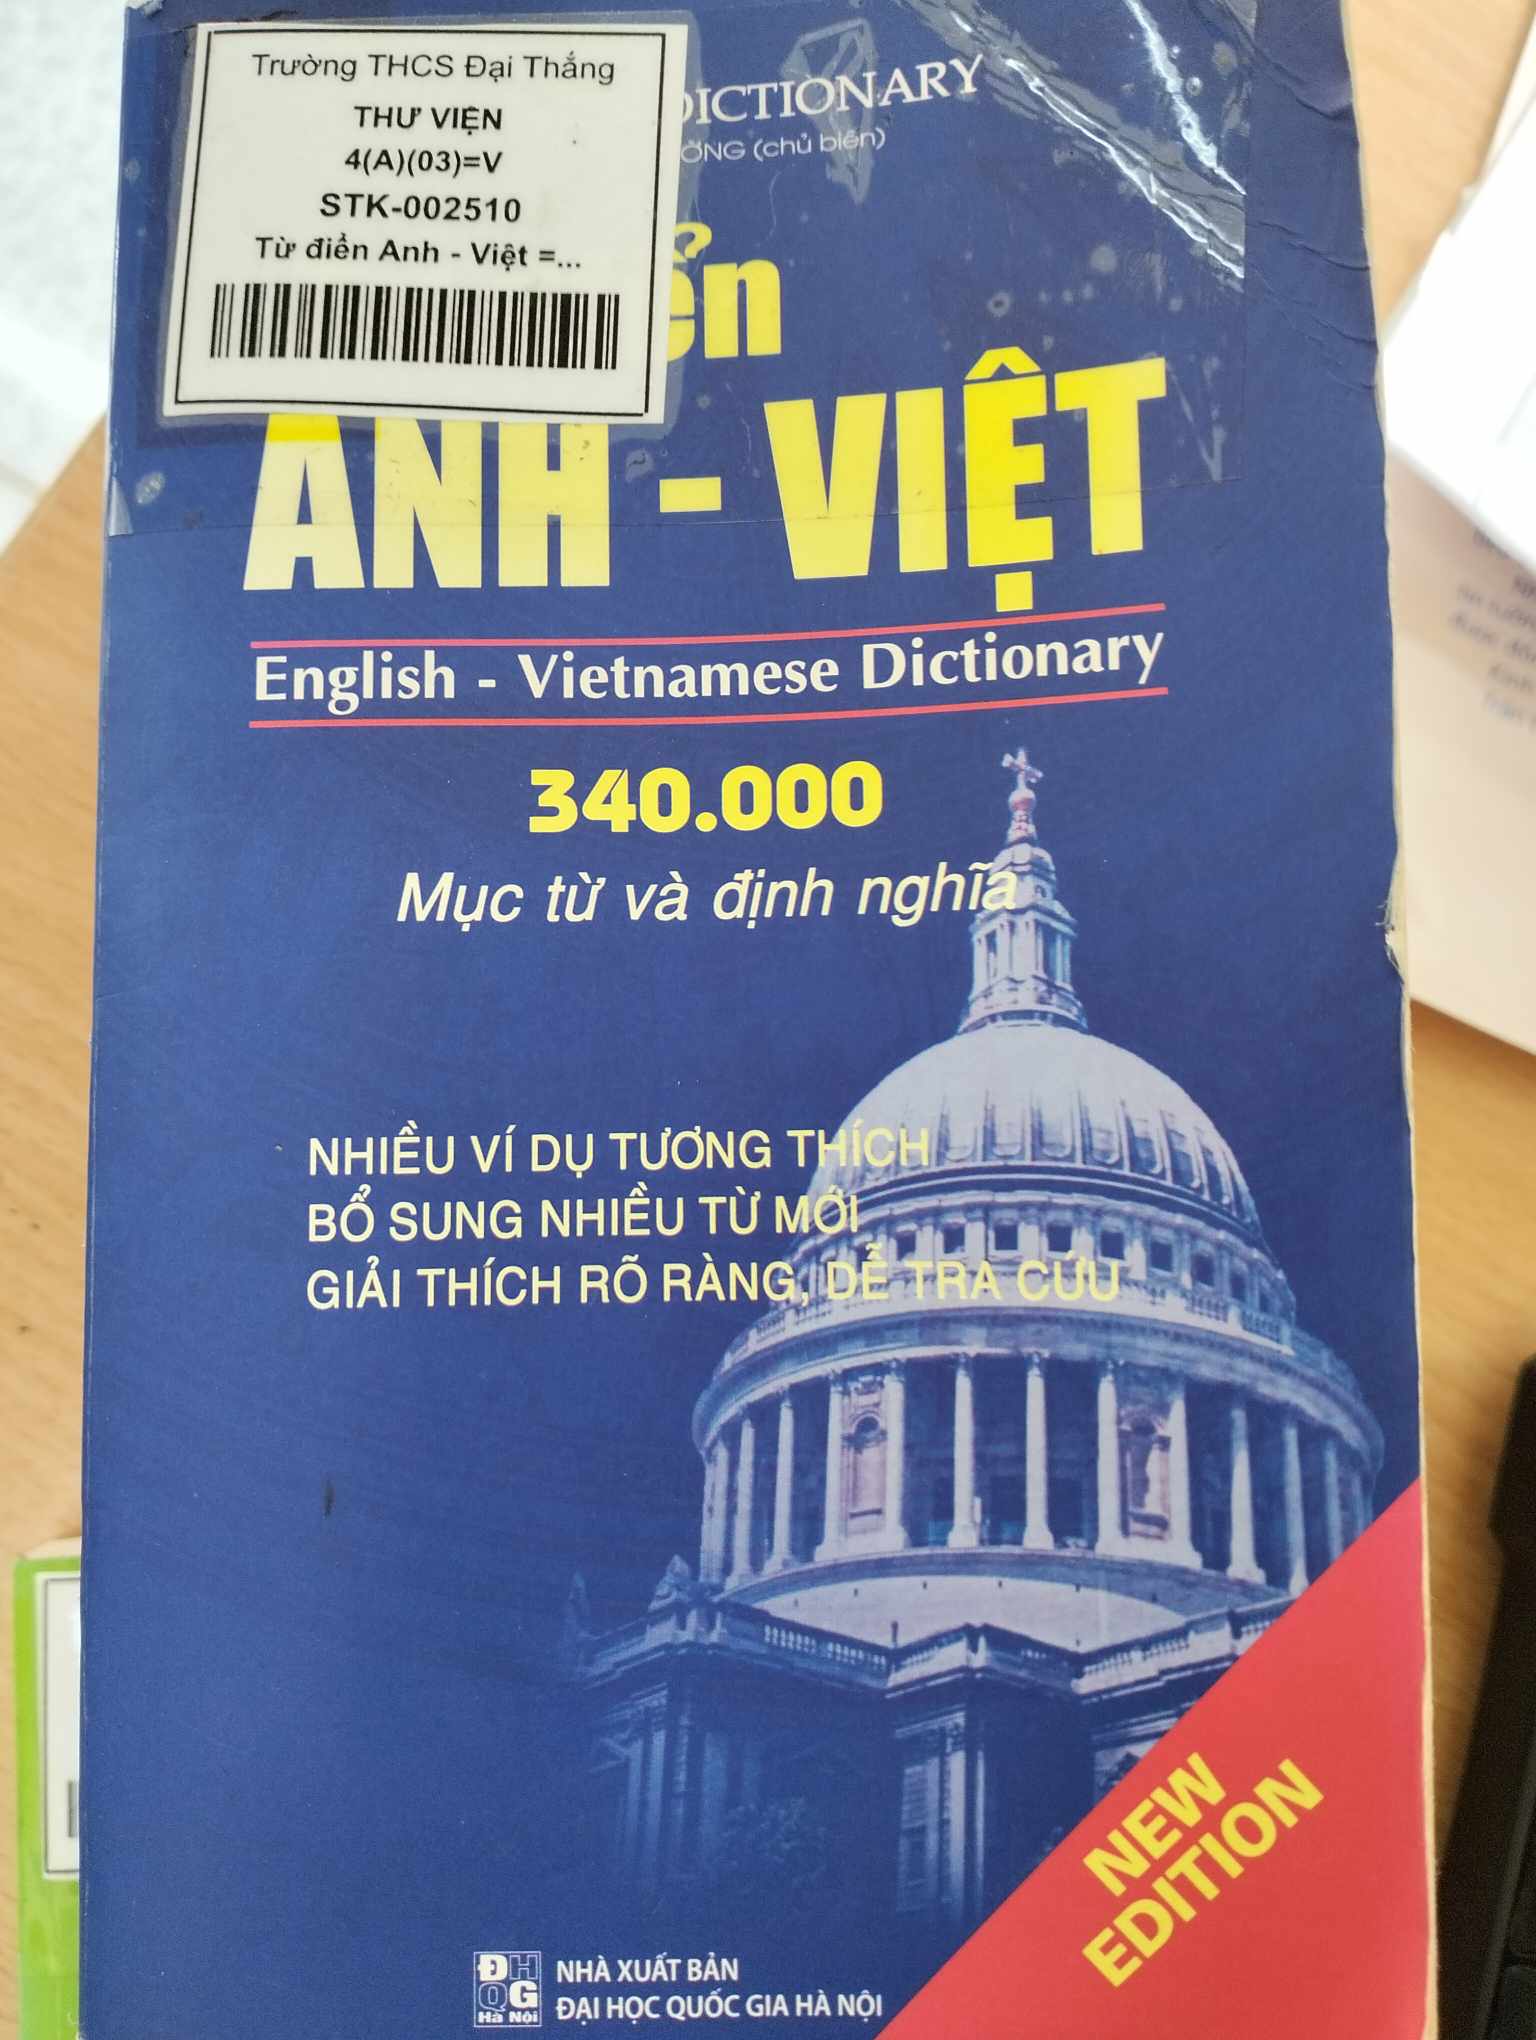 Trường THCS Đại Thắng
THƯ VIỆN
4(A)(03)=V
STK-002510
Từ điển Anh - Việt =...
DICTIONARY
(chủ biên)
ANH - VIỆT
English - Vietnamese Dictionary
340.000
Mục từ và định nghĩa
NHIỀU VÍ DỤ TƯƠNG THÍCH
BỔ SUNG NHIỀU TỪ MỚI
GIẢI THÍCH RÕ RÀNG, DỄ TRA CỨU
NEW
EDITION
ĐHQG
Hà Nội
NHÀ XUẤT BẢN
ĐẠI HỌC QUỐC GIA HÀ NỘI